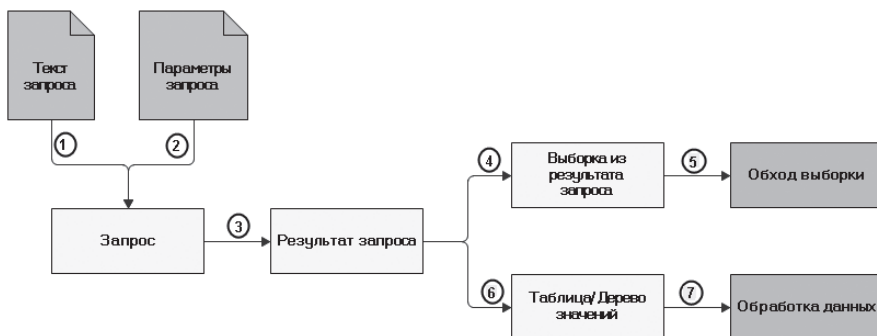 Текст
запроса
Параметры
запроса
1
2
4
Выборка из
результата
запроса
5
Обход выборки
Запрос
3
Результат запроса
6
Таблица/Дерево
значений
7
Обработка данных